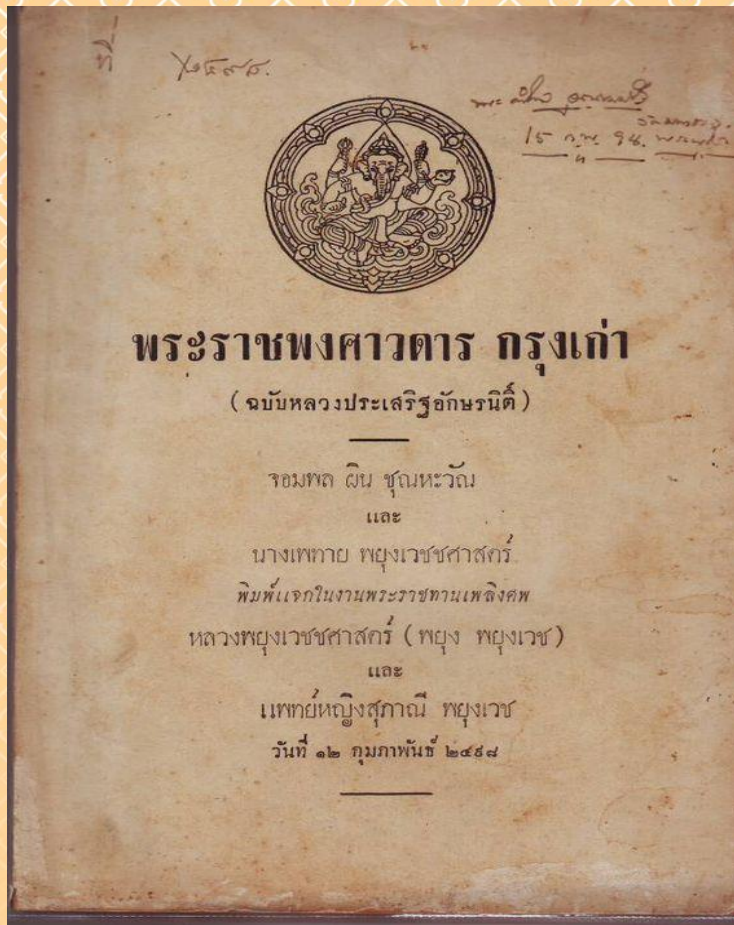 ที่
พระราชพงศาวดาร กรุงเก่า
(ฉบับหลวงประเสริฐอักษรนิติ์)
จอมพล ผิน ชุณหะวัณ
และ
นางเพทาย พยุงเวชชศาสตร์
พิมพ์แจกในงานพระราชทานเพลิงศพ
หลวงพยุงเวชชศาสตร์ (พยุง พยุงเวช)
และ
แพทย์หญิงสุภาณี พยุงเวช
วันที่ ๑๒ กุมภาพันธ์ ๒๔๙๘